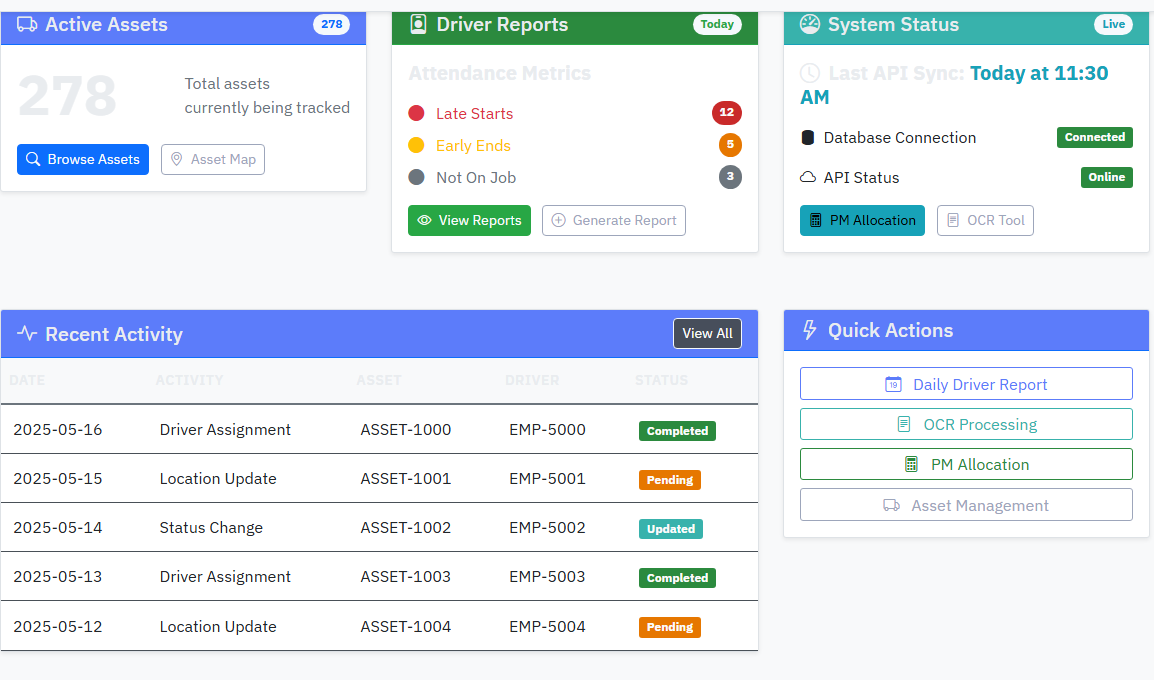 Active Assets 278
278
Total assets
currently being tracked
Browse Assets Asset Map
Driver Reports Today
Attendance Metrics
Late Starts 12
Early Ends 5
Not On Job 3
View Reports Generate Report
System Status Live
Last API Sync: Today at 11:30
AM
Database Connection Connected
API Status Online
PM Allocation OCR Tool
Recent Activity View All
DATE ACTIVITY ASSET DRIVER STATUS
2025-05-16 Driver Assignment ASSET-1000 EMP-5000 Completed
2025-05-15 Location Update ASSET-1001 EMP-5001 Pending
2025-05-14 Status Change ASSET-1002 EMP-5002 Updated
2025-05-13 Driver Assignment ASSET-1003 EMP-5003 Completed
2025-05-12 Location Update ASSET-1004 EMP-5004 Pending
Quick Actions
19 Daily Driver Report
OCR Processing
PM Allocation
Asset Management